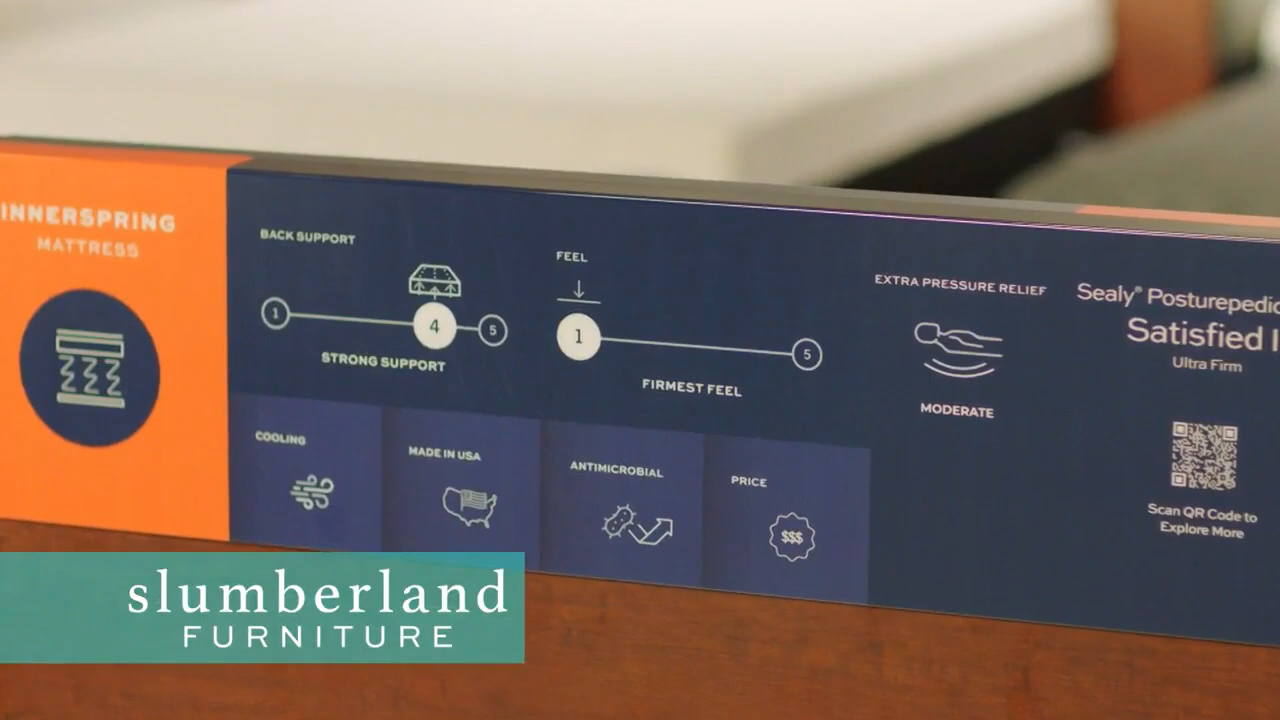 INNERSPRING
MATTRESS
BACK SUPPORT
1
4
5
STRONG SUPPORT
FEEL
1
5
FIRMEST FEEL
EXTRA PRESSURE RELIEF
MODERATE
Sealy® Posturepedic
Satisfied
Ultra Firm
Scan QR Code to
Explore More
COOLING
MADE IN USA
ANTIMICROBIAL
PRICE
$$$
slumberland
FURNITURE